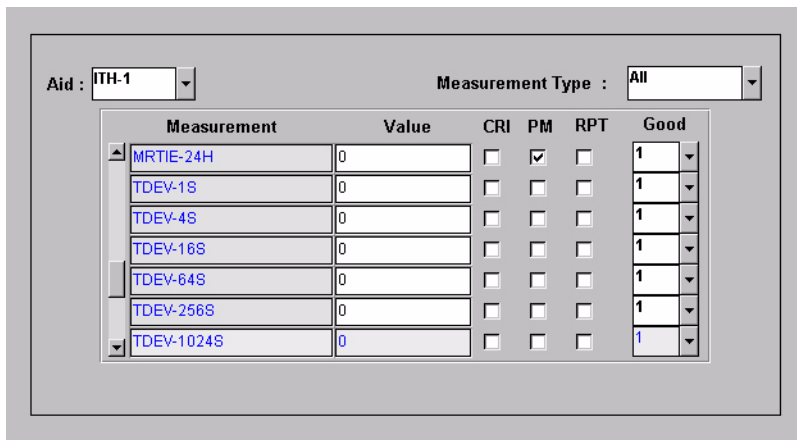 Aid : ITH-1 Measurement Type : All
Measurement Value CRI PM RPT Good
MRTIE-24H 0 1
TDEV-1S 0 1
TDEV-4S 0 1
TDEV-16S 0 1
TDEV-64S 0 1
TDEV-256S 0 1
TDEV-1024S 0 1